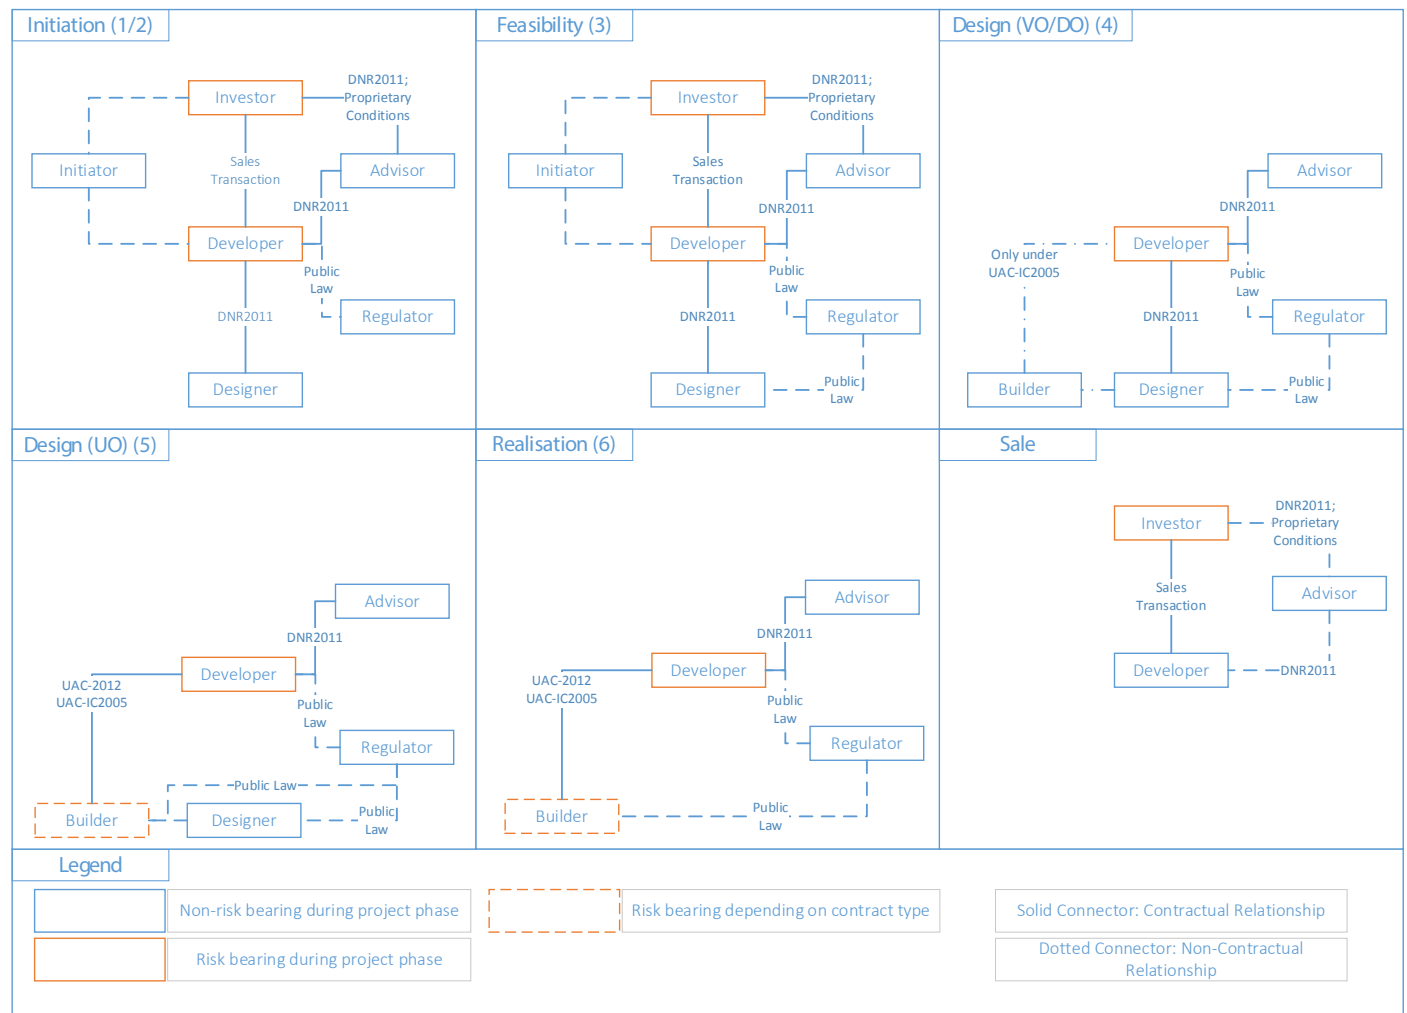 Initiation (1/2)
Investor
DNR2011;
Proprietary
Conditions
Initiator
Sales
Transaction
Advisor
DNR2011
Developer
Public
Law
DNR2011
Regulator
Designer
Feasibility (3)
Investor
DNR2011;
Proprietary
Conditions
Initiator
Sales
Transaction
Advisor
DNR2011
Developer
Public
Law
DNR2011
Regulator
Designer
Public
Law
Design (VO/DO) (4)
Advisor
DNR2011
Developer
Only under
UAC-IC2005
Public
Law
DNR2011
Regulator
Builder
Designer
Public
Law
Design (UO) (5)
Advisor
DNR2011
Developer
UAC-2012
UAC-IC2005
Public
Law
Regulator
Public Law
Builder
Designer
Public
Law
Realisation (6)
Advisor
DNR2011
Developer
UAC-2012
UAC-IC2005
Public
Law
Regulator
Builder
Public
Law
Sale
Investor
DNR2011;
Proprietary
Conditions
Sales
Transaction
Advisor
Developer
DNR2011
Legend
Non-risk bearing during project phase
Risk bearing depending on contract type
Solid Connector: Contractual Relationship
Risk bearing during project phase
Dotted Connector: Non-Contractual
Relationship